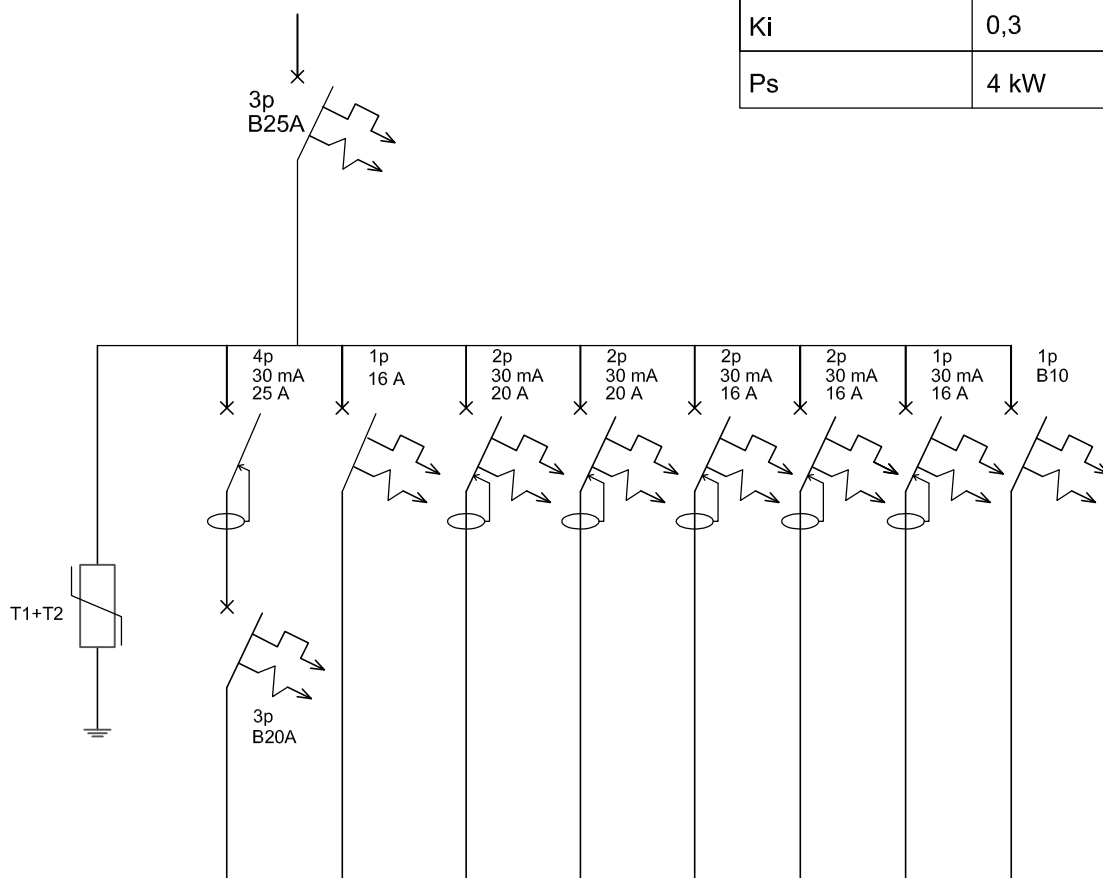 Ki 0,3
Ps 4 kW
3p
B25A
4p
30 mA
25 A
1p
16 A
2p
30 mA
20 A
2p
30 mA
20 A
2p
30 mA
16 A
2p
30 mA
16 A
1p
30 mA
16 A
1p
B10
T1+T2
3p
B20A